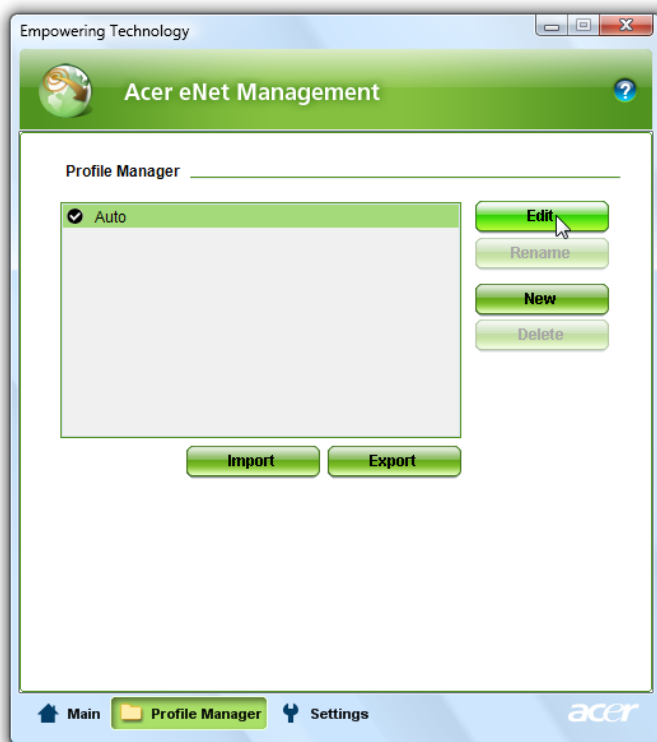 Empowering Technology
Acer eNet Management
?
Profile Manager
Auto
Edit
Rename
New
Delete
Import Export
Main Profile Manager Settings acer